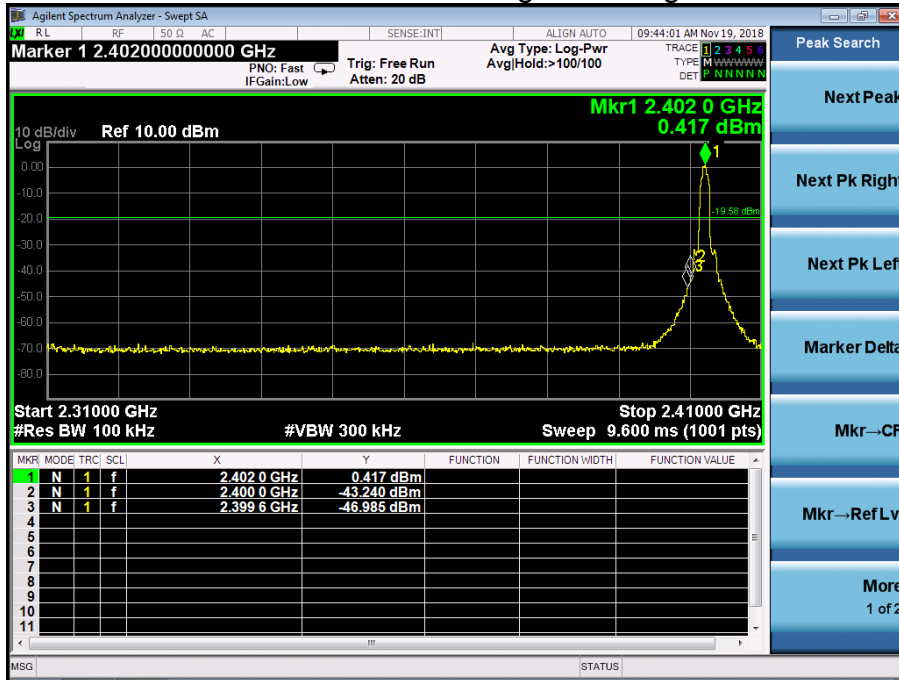 Agilent Spectrum Analyzer - Swept SA
LXI RL RF 50 Ω AC SENSE:INT ALIGN AUTO 09:44:01 AM Nov 19, 2018
Marker 1 2.402000000000 GHz
PNO: Fast
IFGain:Low
Trig: Free Run
Atten: 20 dB
Avg Type: Log-Pwr
Avg|Hold:>100/100
TRACE 1 2 3 4 5 6
TYPE M WWWWW
DET P N N N N N
Mkr1 2.402 0 GHz
0.417 dBm
10 dB/div Ref 10.00 dBm
Log
1
0.00
-10.0
-20.0
-19.58 dBm
-30.0
2
-40.0
3
-50.0
-60.0
-70.0
-80.0
Start 2.31000 GHz Stop 2.41000 GHz
#Res BW 100 kHz #VBW 300 kHz Sweep 9.600 ms (1001 pts)
MKR MODE TRC SCL X Y FUNCTION FUNCTION WIDTH FUNCTION VALUE
1 N 1 f 2.402 0 GHz 0.417 dBm
2 N 1 f 2.400 0 GHz -43.240 dBm
3 N 1 f 2.399 6 GHz -46.985 dBm
4
5
6
7
8
9
10
11
MSG STATUS
Peak Search
Next Peak
Next Pk Right
Next Pk Left
Marker Delta
Mkr→CF
Mkr→Ref Lv
More
1 of 2